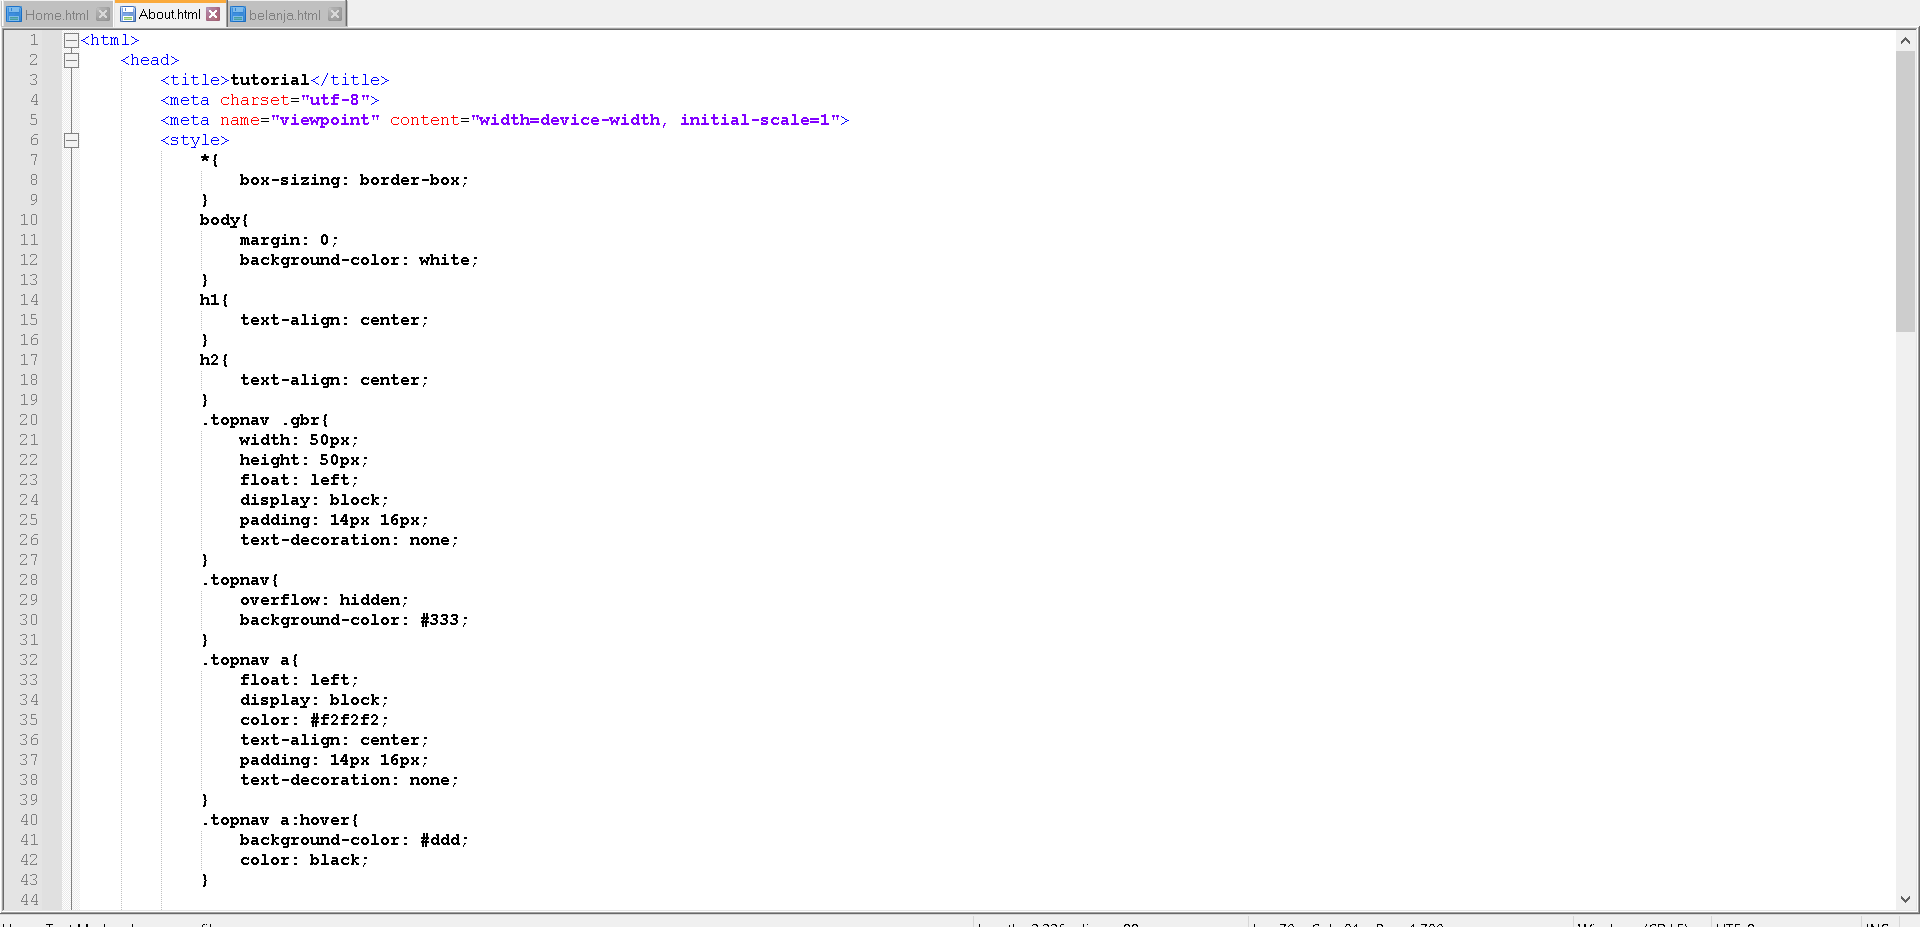 Home.html About.html belanja.html
1 <html>
2 <head>
3 <title>tutorial</title>
4 <meta charset="utf-8">
5 <meta name="viewpoint" content="width=device-width, initial-scale=1">
6 <style>
7 *{
8 box-sizing: border-box;
9 }
10 body{
11 margin: 0;
12 background-color: white;
13 }
14 h1{
15 text-align: center;
16 }
17 h2{
18 text-align: center;
19 }
20 .topnav .gbr{
21 width: 50px;
22 height: 50px;
23 float: left;
24 display: block;
25 padding: 14px 16px;
26 text-decoration: none;
27 }
28 .topnav{
29 overflow: hidden;
30 background-color: #333;
31 }
32 .topnav a{
33 float: left;
34 display: block;
35 color: #f2f2f2;
36 text-align: center;
37 padding: 14px 16px;
38 text-decoration: none;
39 }
40 .topnav a:hover{
41 background-color: #ddd;
42 color: black;
43 }
44